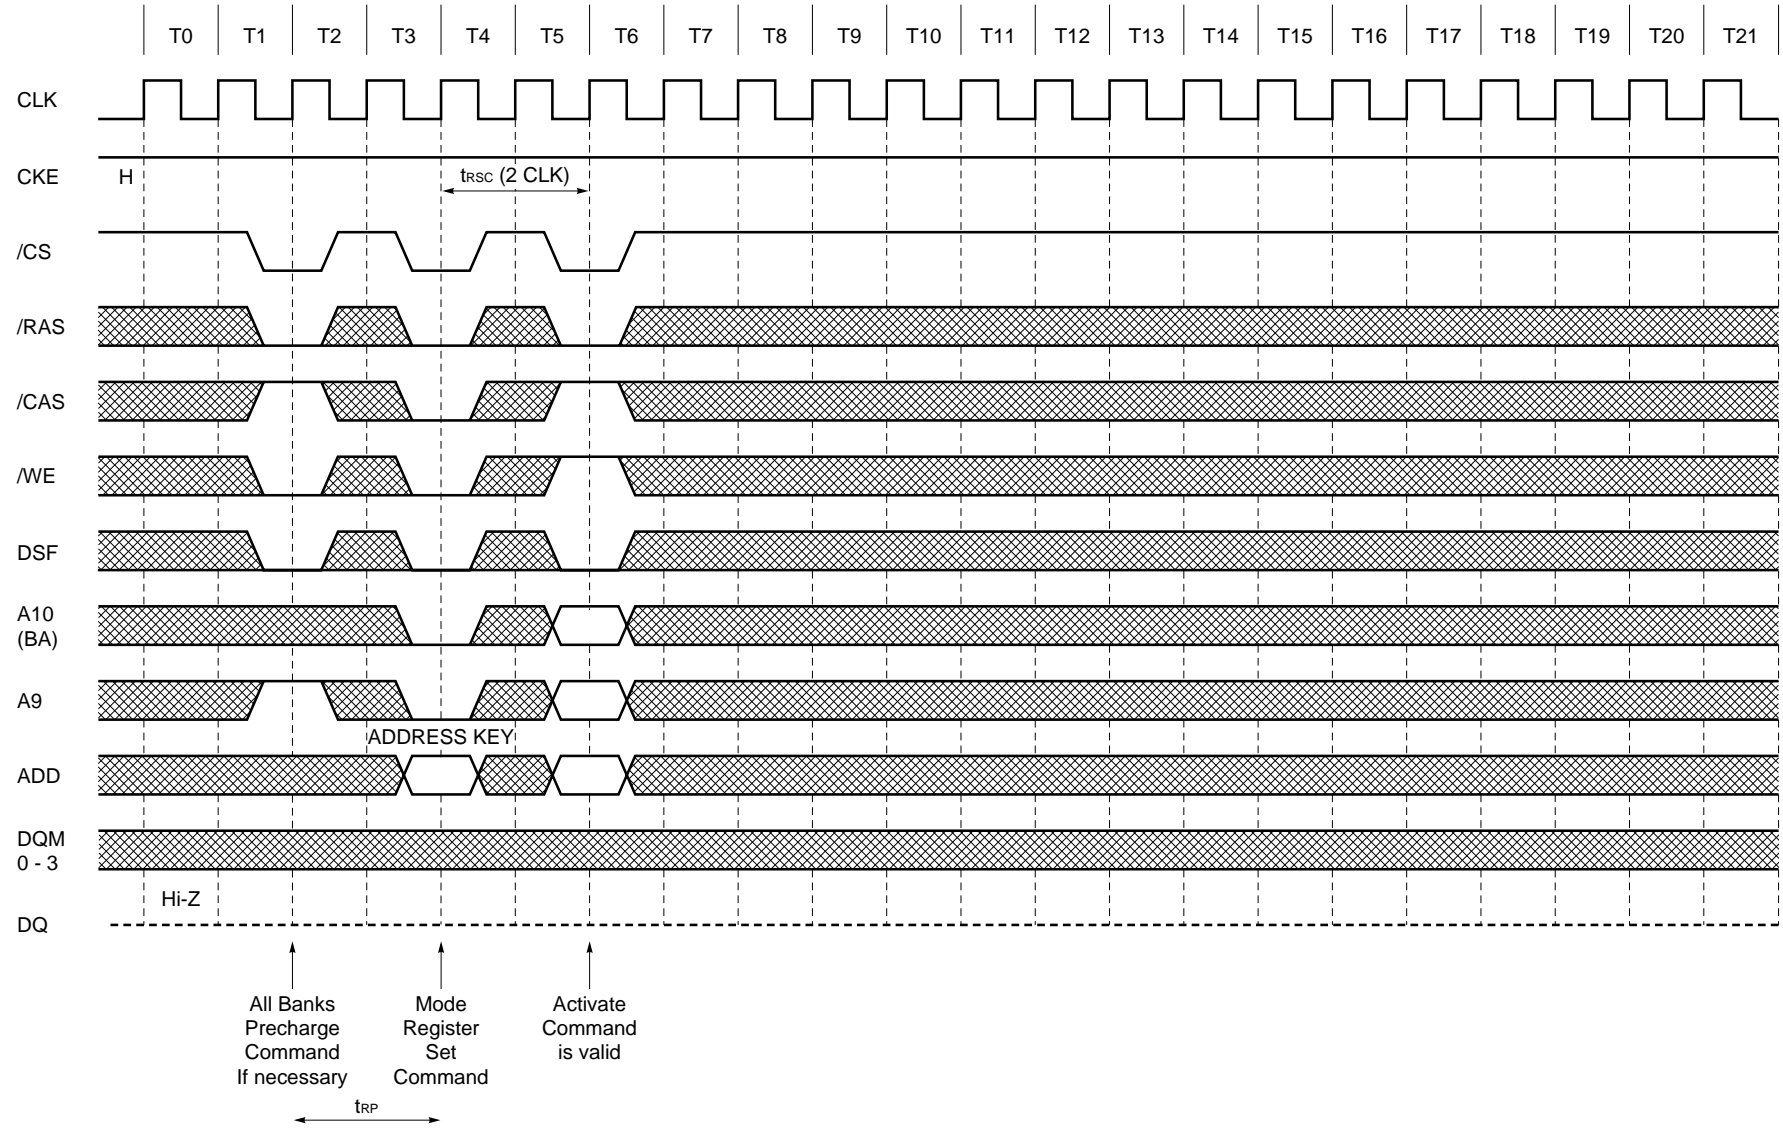 T0 T1 T2 T3 T4 T5 T6 T7 T8 T9 T10 T11 T12 T13 T14 T15 T16 T17 T18 T19 T20 T21
CLK
CKE H tRSC (2 CLK)
/CS
/RAS
/CAS
/WE
DSF
A10
(BA)
A9
ADDRESS KEY
ADD
DQM
0 - 3
Hi-Z
DQ
All Banks
Precharge
Command
If necessary
Mode
Register
Set
Command
Activate
Command
is valid
tRP